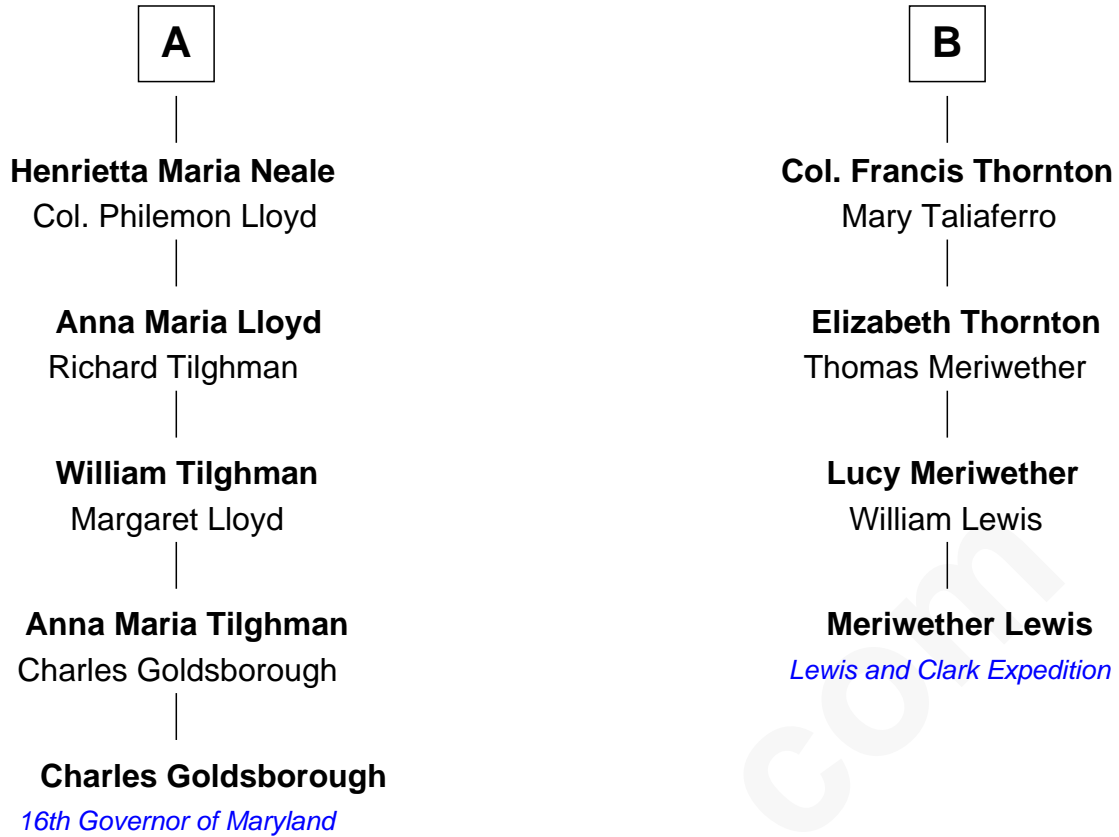 A
Henrietta Maria Neale
Col. Philemon Lloyd
Anna Maria Lloyd
Richard Tilghman
William Tilghman
Margaret Lloyd
Anna Maria Tilghman
Charles Goldsborough
Charles Goldsborough
16th Governor of Maryland
B
Col. Francis Thornton
Mary Taliaferro
Elizabeth Thornton
Thomas Meriwether
Lucy Meriwether
William Lewis
Meriwether Lewis
Lewis and Clark Expedition
com